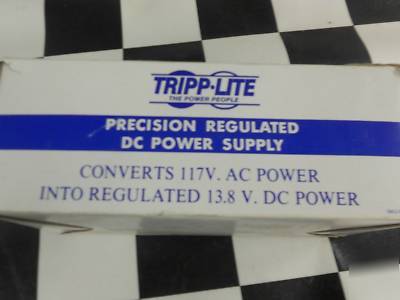 TRIPP·LITE
THE POWER PEOPLE
PRECISION REGULATED
DC POWER SUPPLY
CONVERTS 117V. AC POWER
INTO REGULATED 13.8 V. DC POWER